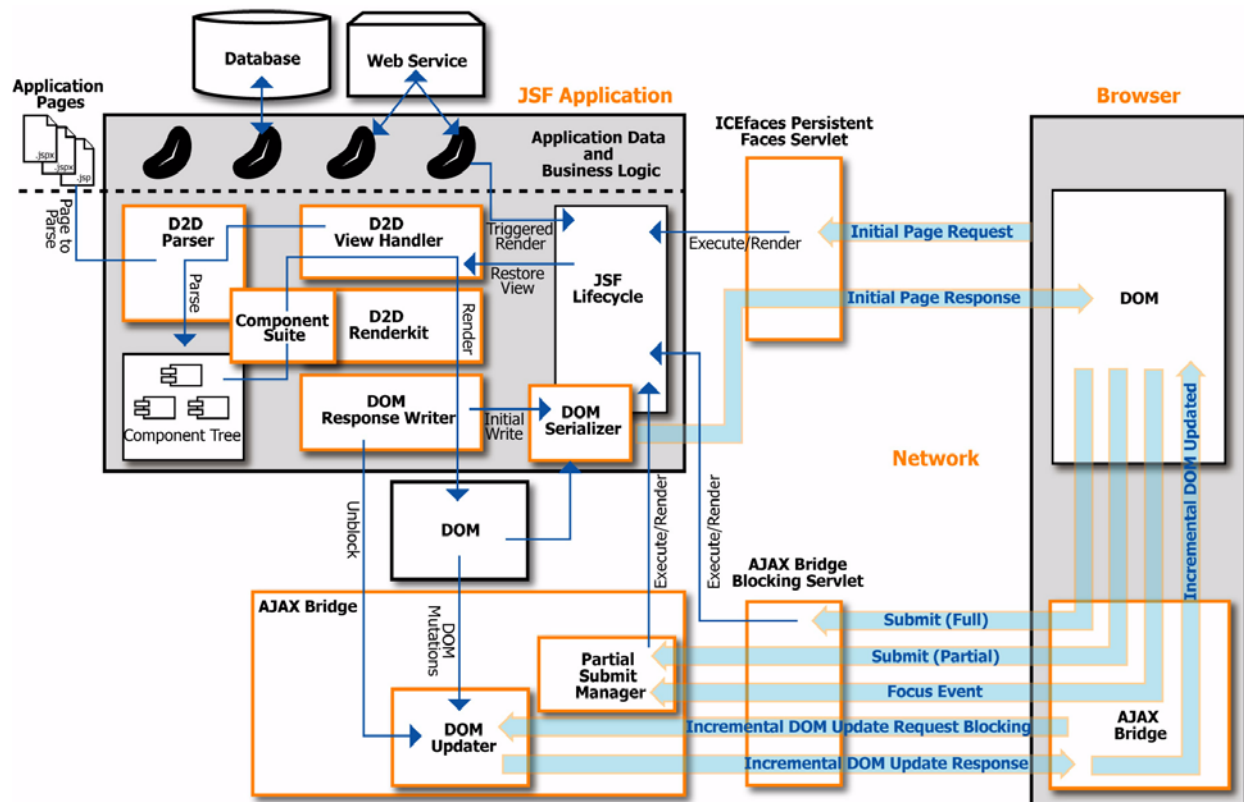 Database
Web Service
Application
Pages
JSF Application
Browser
.jspx
.jspx
.jsp
Application Data
and
Business Logic
ICEfaces Persistent
Faces Servlet
Page to
Parse
D2D
Parser
D2D
View Handler
Triggered
Render
Execute/Render
Initial Page Request
Restore
View
JSF
Lifecycle
Parse
Component
Suite
D2D
Renderkit
Render
Initial Page Response
DOM
Component Tree
DOM
Response Writer
Initial
Write
DOM
Serializer
Network
Incremental DOM Updated
Unblock
DOM
Execute/Render
Execute/Render
AJAX Bridge
Blocking Servlet
AJAX Bridge
DOM
Mutations
Submit (Full)
Partial
Submit
Manager
Submit (Partial)
Focus Event
AJAX
Bridge
DOM
Updater
Incremental DOM Update Request Blocking
Incremental DOM Update Response